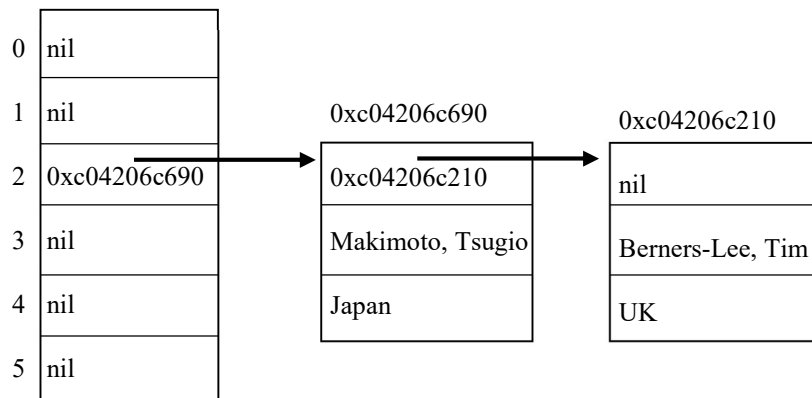 0 nil
1 nil
2 0xc04206c690
3 nil
4 nil
5 nil
0xc04206c690
0xc04206c210
Makimoto, Tsugio
Japan
0xc04206c210
nil
Berners-Lee, Tim
UK